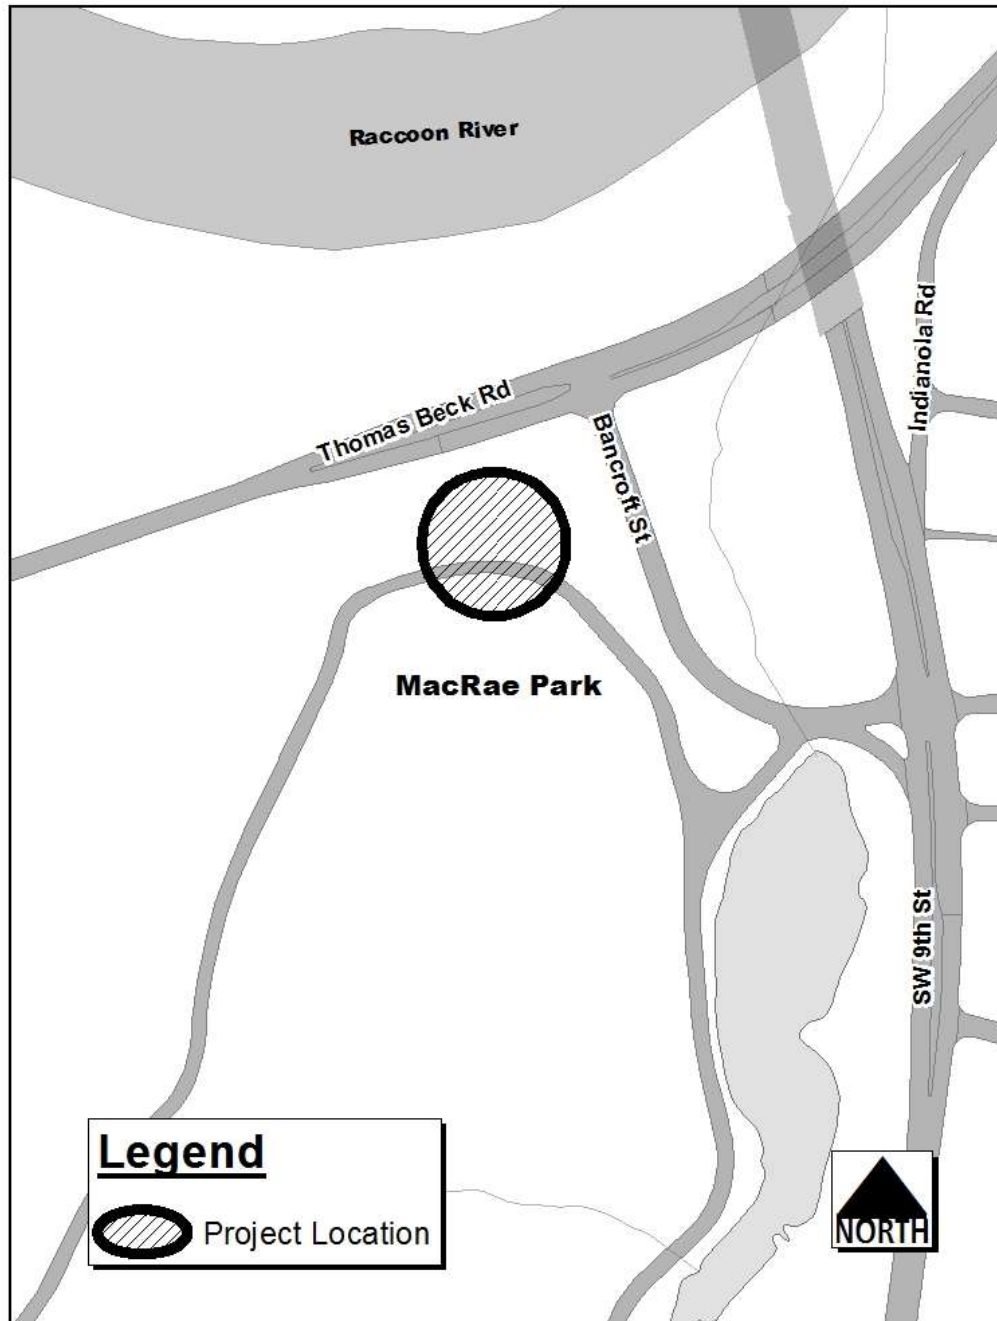 Raccoon River
Indianola Rd
Thomas Beck Rd
Bancroft St
MacRae Park
SW 9th St
Legend
Project Location
NORTH